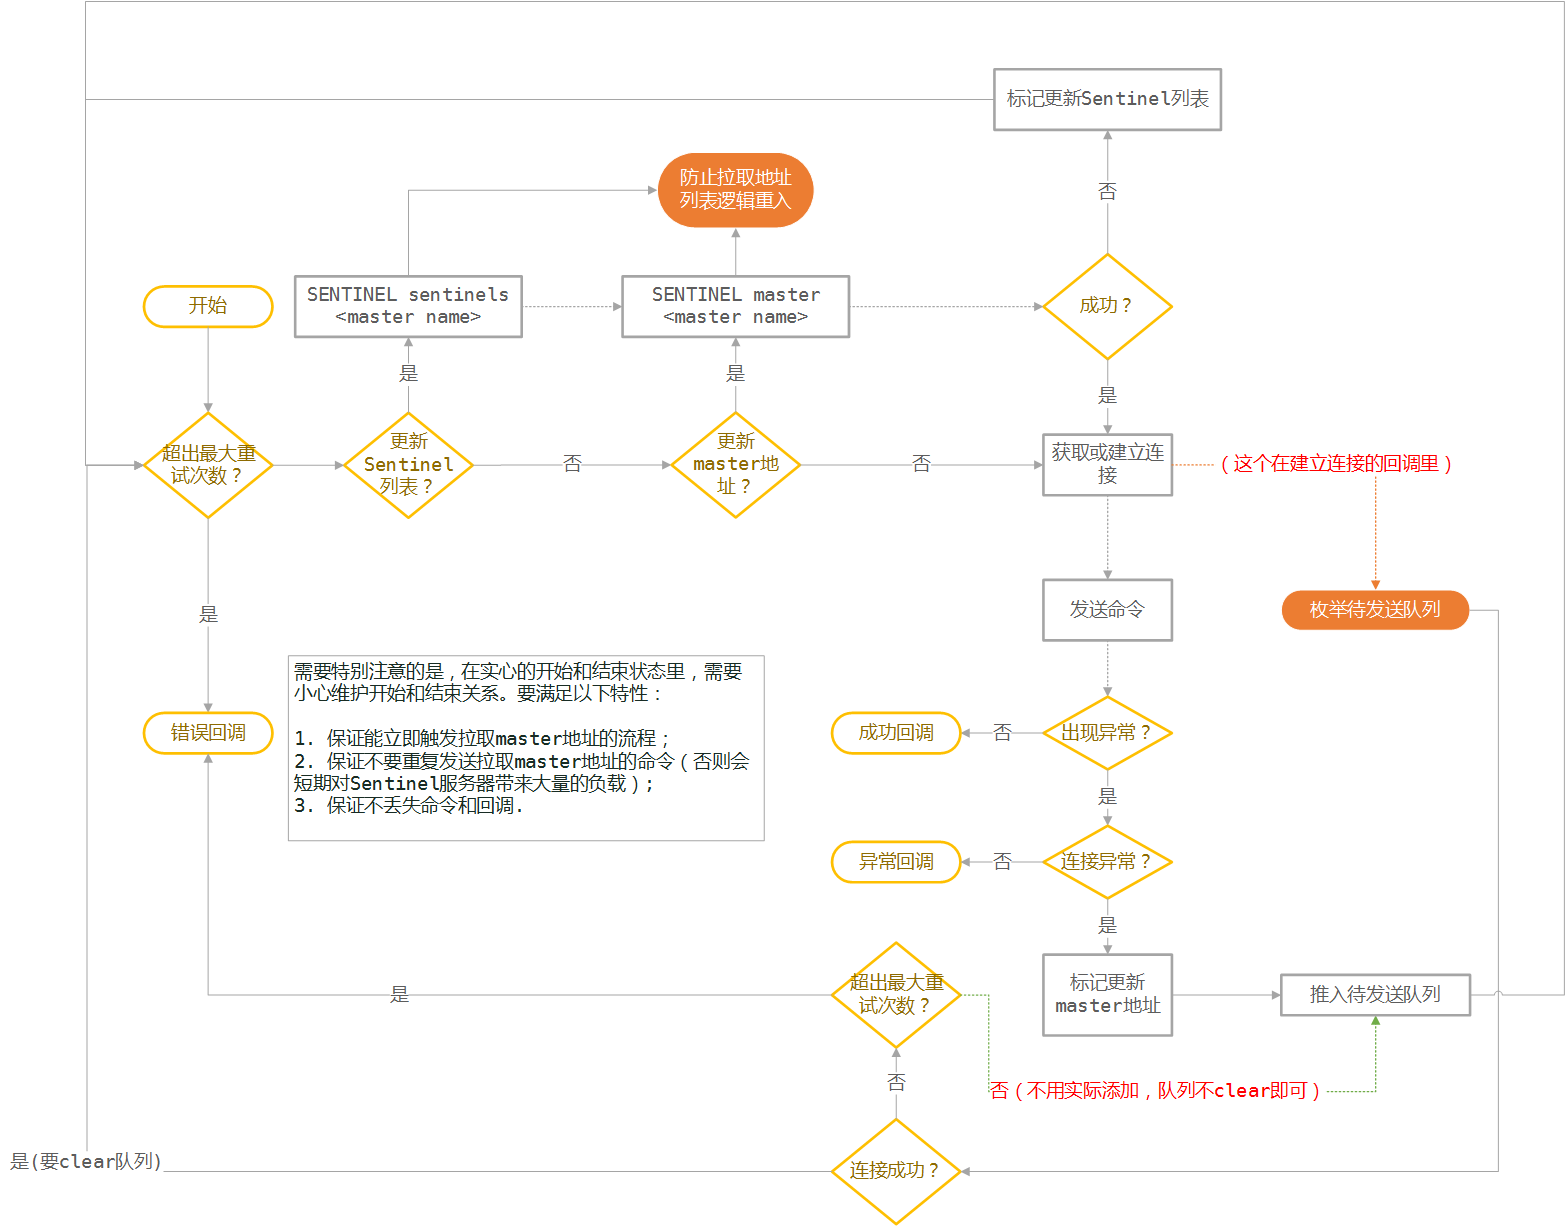 标记更新Sentinel列表
防止拉取地址
列表逻辑重入
否
开始
SENTINEL sentinels
<master name>
SENTINEL master
<master name>
成功？
是
是
是
超出最大重
试次数？
更新
Sentinel
列表？
否
更新
master地
址？
否
获取或建立连
接
（这个在建立连接的回调里）
是
发送命令
枚举待发送队列
需要特别注意的是，在实心的开始和结束状态里，需要
小心维护开始和结束关系。要满足以下特性：
1. 保证能立即触发拉取master地址的流程；
2. 保证不要重复发送拉取master地址的命令（否则会
短期对Sentinel服务器带来大量的负载）；
3. 保证不丢失命令和回调.
错误回调
成功回调
否
出现异常？
是
异常回调
否
连接异常？
是
超出最大重
试次数？
标记更新
master地址
推入待发送队列
是
否
否（不用实际添加，队列不clear即可）
是(要clear队列)
连接成功？